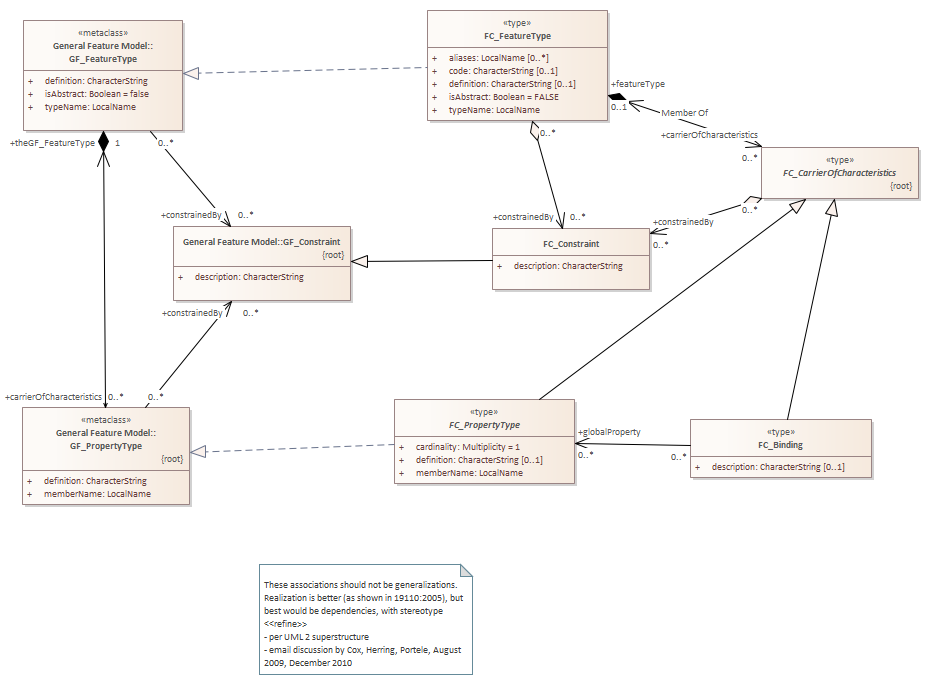 «metaclass»
General Feature Model::
GF_FeatureType
+ definition: CharacterString
+ isAbstract: Boolean = false
+ typeName: LocalName
«type»
FC_FeatureType
+ aliases: LocalName [0..*]
+ code: CharacterString [0..1]
+ definition: CharacterString [0..1]
+ isAbstract: Boolean = FALSE
+ typeName: LocalName
+featureType
0..1
Member Of
+carrierOfCharacteristics
0..*
«type»
FC_CarrierOfCharacteristics
{root}
+theGF_FeatureType 1
0..*
0..*
0..*
+constrainedBy 0..*
+constrainedBy 0..*
+constrainedBy
0..*
General Feature Model::GF_Constraint
{root}
+ description: CharacterString
FC_Constraint
+ description: CharacterString
+constrainedBy 0..*
+carrierOfCharacteristics 0..*
0..*
«metaclass»
General Feature Model::
GF_PropertyType
{root}
+ definition: CharacterString
+ memberName: LocalName
«type»
FC_PropertyType
+ cardinality: Multiplicity = 1
+ definition: CharacterString [0..1]
+ memberName: LocalName
+globalProperty
0..*
0..*
«type»
FC_Binding
+ description: CharacterString [0..1]
These associations should not be generalizations.
Realization is better (as shown in 19110:2005), but
best would be dependencies, with stereotype
<<refine>>
- per UML 2 superstructure
- email discussion by Cox, Herring, Portele, August
2009, December 2010